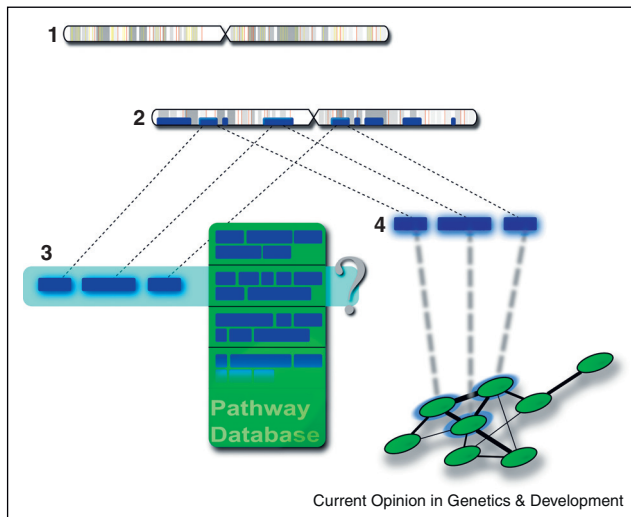 1
2
3
4
?
Pathway
Database
Current Opinion in Genetics & Development